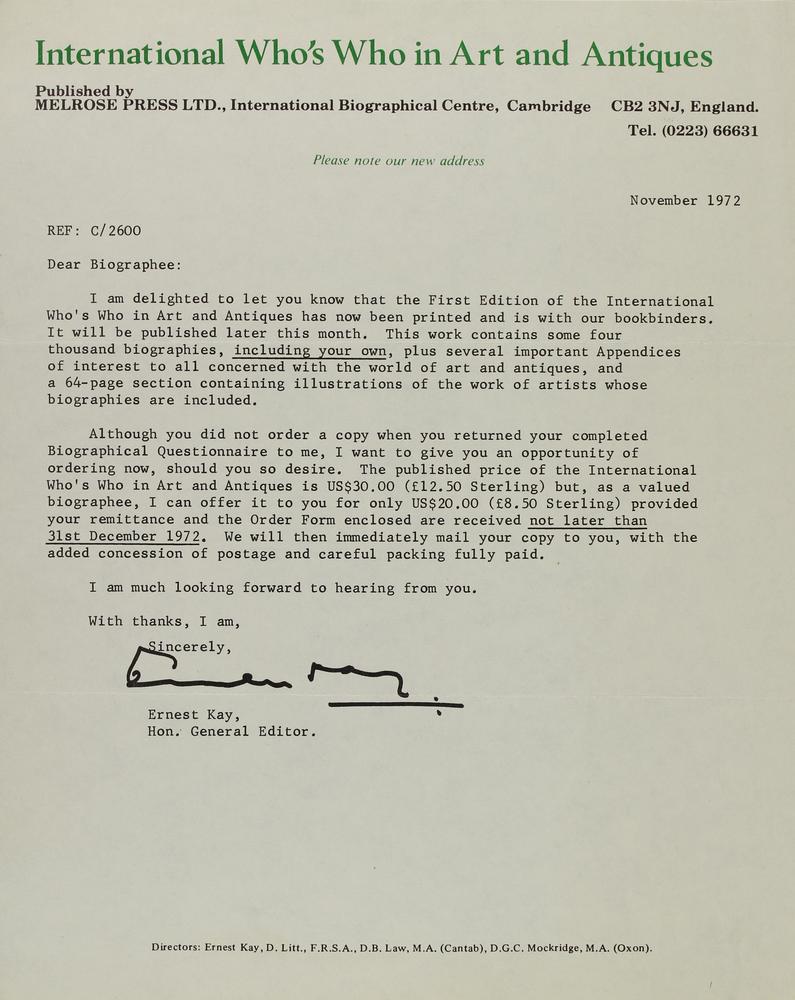 International Who's Who in Art and Antiques
Published by
MELROSE PRESS LTD., International Biographical Centre, Cambridge CB2 3NJ, England.
Tel. (0223) 66631
Please note our new address
November 1972
REF: C/2600
Dear Biographee:
I am delighted to let you know that the First Edition of the International
Who's Who in Art and Antiques has now been printed and is with our bookbinders.
It will be published later this month. This work contains some four
thousand biographies, including your own, plus several important Appendices
of interest to all concerned with the world of art and antiques, and
a 64-page section containing illustrations of the work of artists whose
biographies are included.
Although you did not order a copy when you returned your completed
Biographical Questionnaire to me, I want to give you an opportunity of
ordering now, should you so desire. The published price of the International
Who's Who in Art and Antiques is US$30.00 (£12.50 Sterling) but, as a valued
biographee, I can offer it to you for only US$20.00 (£8.50 Sterling) provided
your remittance and the Order Form enclosed are received not later than
31st December 1972. We will then immediately mail your copy to you, with the
added concession of postage and careful packing fully paid.
I am much looking forward to hearing from you.
With thanks, I am,
Sincerely,
Ernest Kay
Ernest Kay,
Hon. General Editor.
Directors: Ernest Kay, D. Litt., F.R.S.A., D.B. Law, M.A. (Cantab), D.G.C. Mockridge, M.A. (Oxon).